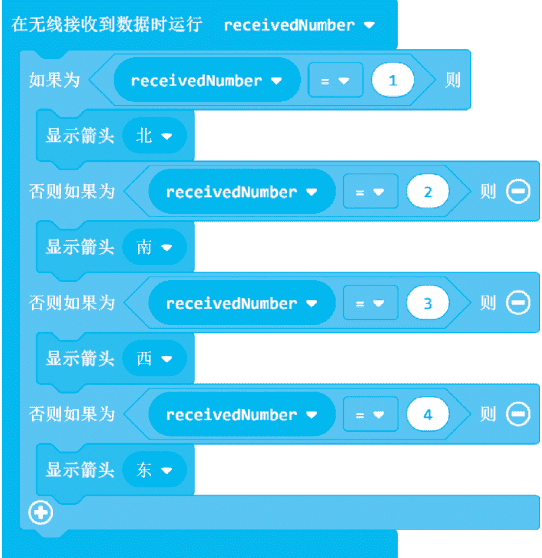 在无线接收到数据时运行 receivedNumber
如果为 receivedNumber = 1 则
显示箭头 北
否则如果为 receivedNumber = 2 则
显示箭头 南
否则如果为 receivedNumber = 3 则
显示箭头 西
否则如果为 receivedNumber = 4 则
显示箭头 东